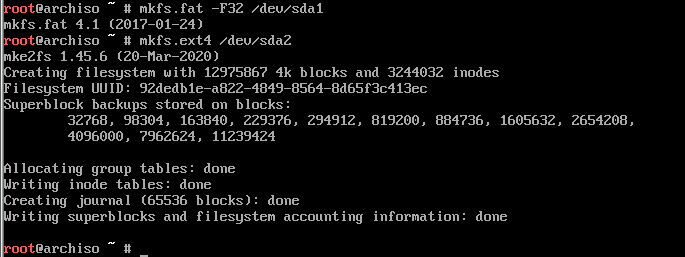 root@archiso ~ # mkfs.fat -F32 /dev/sda1
mkfs.fat 4.1 (2017-01-24)
root@archiso ~ # mkfs.ext4 /dev/sda2
mke2fs 1.45.6 (20-Mar-2020)
Creating filesystem with 12975867 4k blocks and 3244032 inodes
Filesystem UUID: 92dedb1e-a822-4849-8564-8d65f3c413ec
Superblock backups stored on blocks:
32768, 98304, 163840, 229376, 294912, 819200, 884736, 1605632, 2654208,
4096000, 7962624, 11239424
Allocating group tables: done
Writing inode tables: done
Creating journal (65536 blocks): done
Writing superblocks and filesystem accounting information: done
root@archiso ~ # _